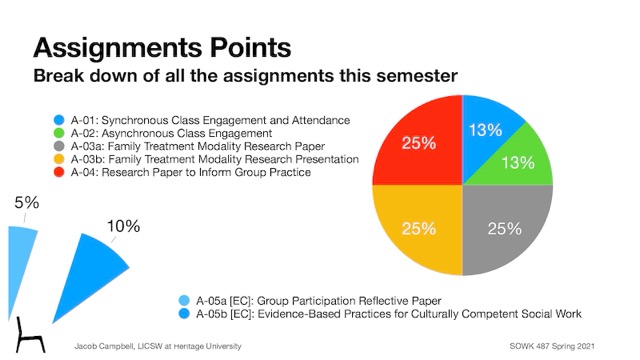 Assignments Points
Break down of all the assignments this semester
A-01: Synchronous Class Engagement and Attendance
A-02: Asynchronous Class Engagement
A-03a: Family Treatment Modality Research Paper
A-03b: Family Treatment Modality Research Presentation
A-04: Research Paper to Inform Group Practice
25%
13%
13%
25%
25%
5%
10%
A-05a [EC]: Group Participation Reflective Paper
A-05b [EC]: Evidence-Based Practices for Culturally Competent Social Work
Jacob Campbell, LICSW at Heritage University
SOWK 487 Spring 2021